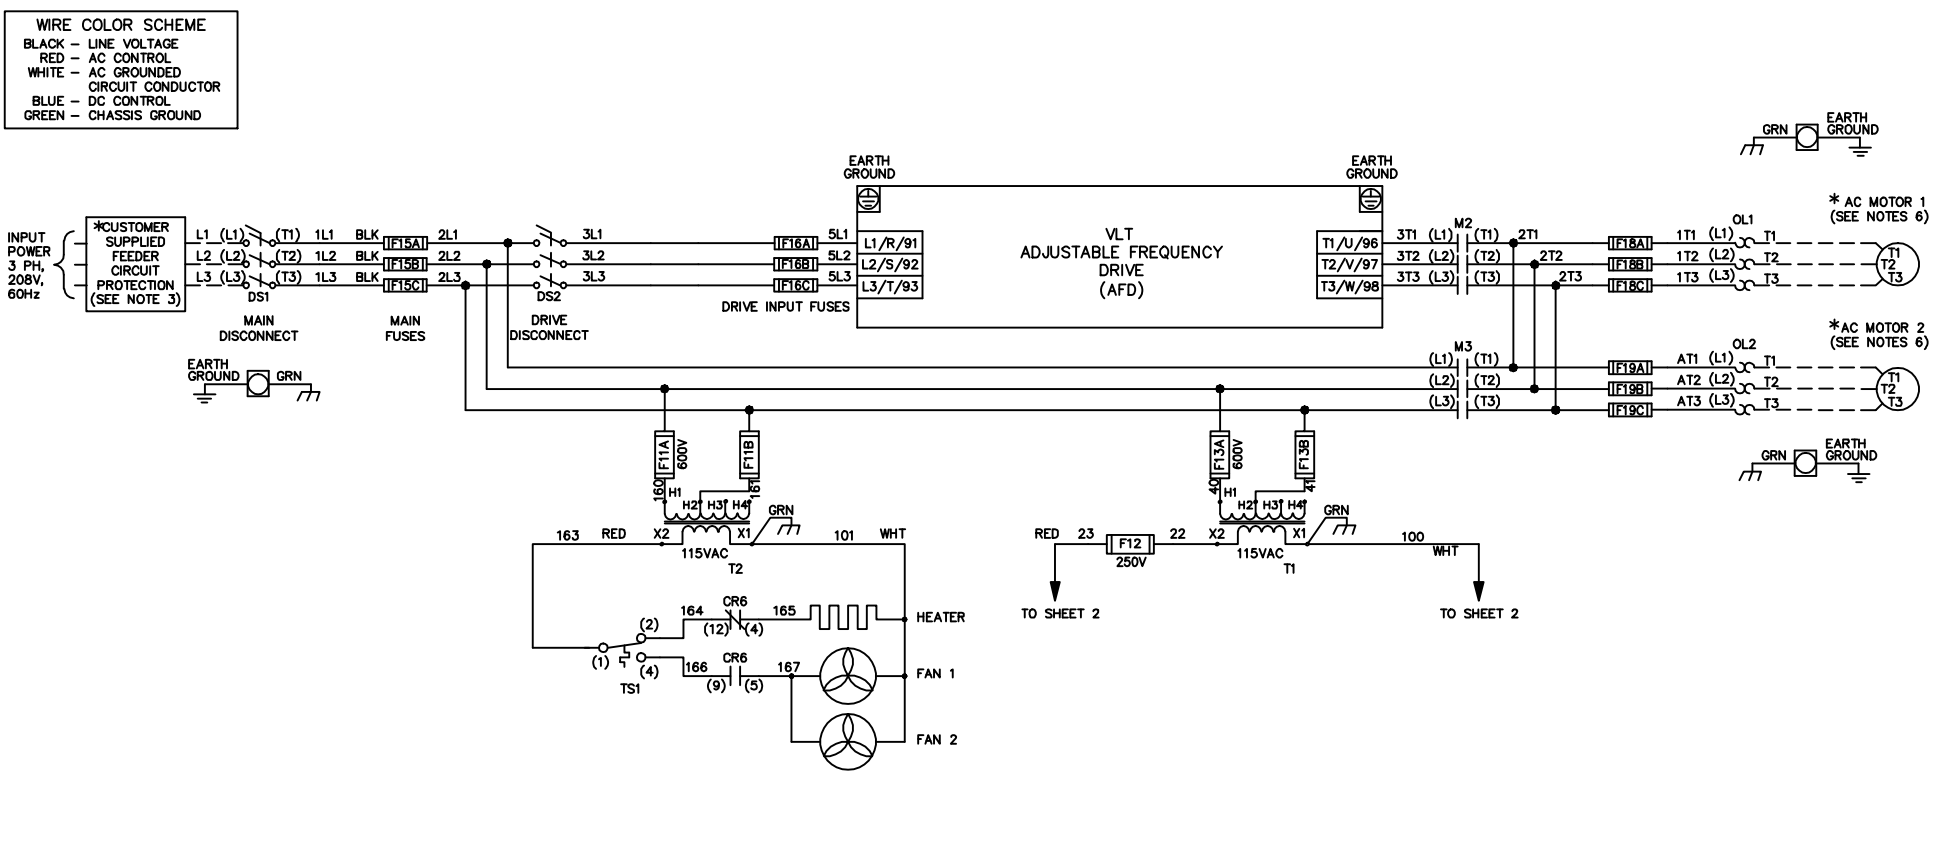 WIRE COLOR SCHEME
BLACK - LINE VOLTAGE
RED - AC CONTROL
WHITE - AC GROUNDED
CIRCUIT CONDUCTOR
BLUE - DC CONTROL
GREEN - CHASSIS GROUND
GRN
EARTH
GROUND
EARTH
GROUND
EARTH
GROUND
INPUT
POWER
3 PH,
208V,
60Hz
*CUSTOMER
SUPPLIED
FEEDER
CIRCUIT
PROTECTION
(SEE NOTE 3)
L1 (L1) (T1) 1L1 BLK F15A 2L1 3L1 F16A 5L1 L1/R/91
L2 (L2) (T2) 1L2 BLK F15B 2L2 3L2 F16B 5L2 L2/S/92
L3 (L3) (T3) 1L3 BLK F15C 2L3 3L3 F16C 5L3 L3/T/93
DS1
MAIN
DISCONNECT
MAIN
FUSES
DS2
DRIVE
DISCONNECT
DRIVE INPUT FUSES
VLT
ADJUSTABLE FREQUENCY
DRIVE
(AFD)
M2
OL1
* AC MOTOR 1
(SEE NOTES 6)
T1/U/96 3T1 (L1) (T1) 2T1 F18A 1T1 (L1) T1 T1
T2/V/97 3T2 (L2) (T2) 2T2 F18B 1T2 (L2) T2 T2
T3/W/98 3T3 (L3) (T3) 2T3 F18C 1T3 (L3) T3 T3
EARTH
GROUND
GRN
M3
OL2
* AC MOTOR 2
(SEE NOTES 6)
(L1) (T1) F19A AT1 (L1) T1 T1
(L2) (T2) F19B AT2 (L2) T2 T2
(L3) (T3) F19C AT3 (L3) T3 T3
GRN
EARTH
GROUND
F11A
600V
F11B
160
161
H1
H2 H3 H4
GRN
163 RED X2 X1 101 WHT
115VAC
T2
F13A
600V
F13B
40
41
H1
H2 H3 H4
GRN
RED 23 F12 22 X2 X1 100
WHT
250V
115VAC
T1
TO SHEET 2
TO SHEET 2
164 CR6 165
(12) (4)
HEATER
(2)
(1)
(4)
TS1
166 CR6 167
(9) (5)
FAN 1
FAN 2